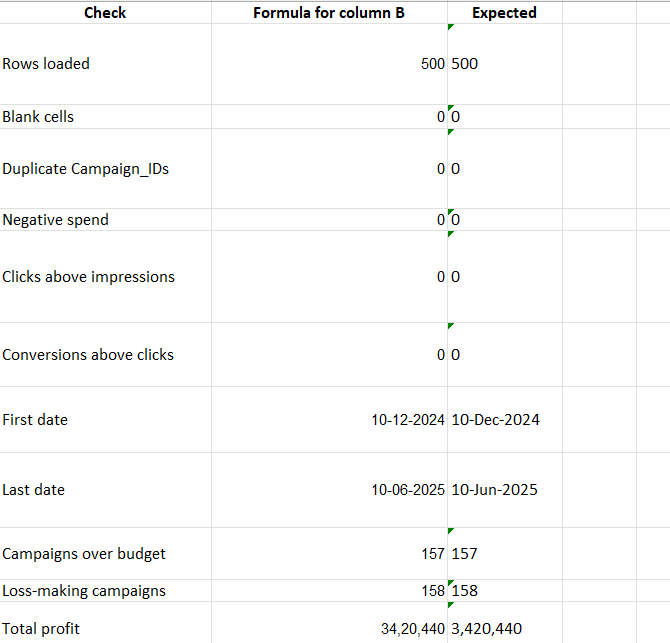 Check Formula for column B Expected
Rows loaded 500 500
Blank cells 0 0
Duplicate Campaign_IDs 0 0
Negative spend 0 0
Clicks above impressions 0 0
Conversions above clicks 0 0
First date 10-12-2024 10-Dec-2024
Last date 10-06-2025 10-Jun-2025
Campaigns over budget 157 157
Loss-making campaigns 158 158
Total profit 34,20,440 3,420,440